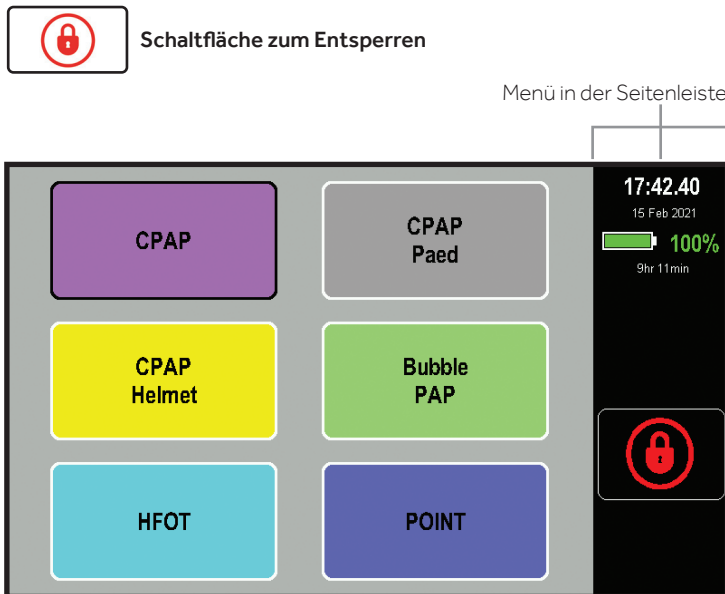 Schaltfläche zum Entsperren
Menü in der Seitenleiste
17:42.40
15 Feb 2021
100%
9hr 11min
CPAP
CPAP
Paed
CPAP
Helmet
Bubble
PAP
HFOT
POINT